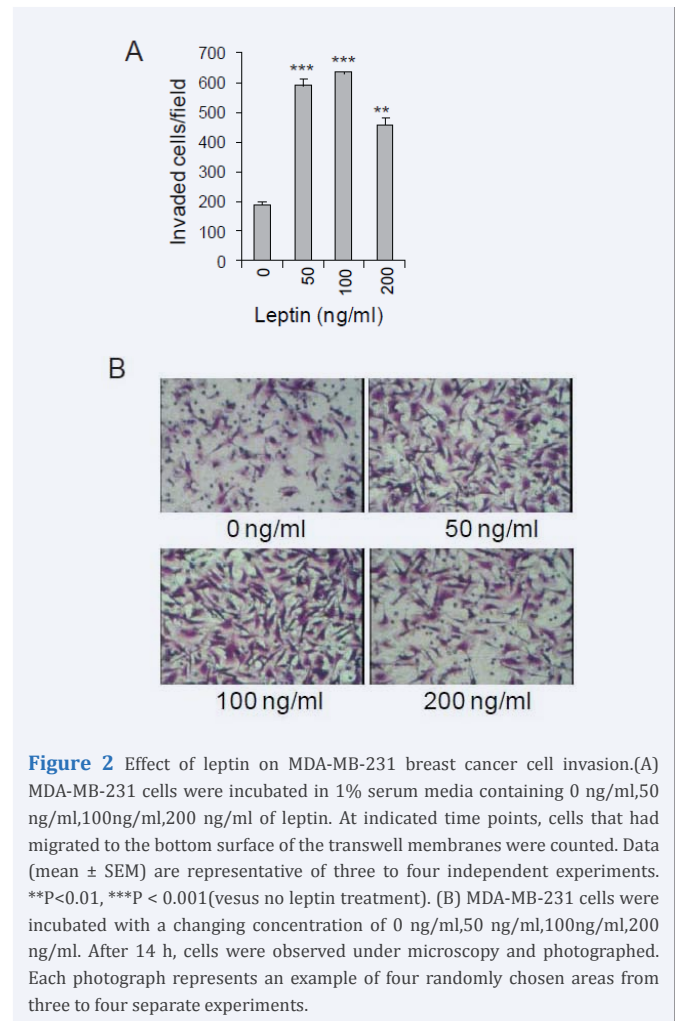 A
700
600
500
400
300
200
100
0
Invaded cells/field
***
***
**
0
50
100
200
Leptin (ng/ml)
B
0 ng/ml
50 ng/ml
100 ng/ml
200 ng/ml
Figure 2 Effect of leptin on MDA-MB-231 breast cancer cell invasion.(A)
MDA-MB-231 cells were incubated in 1% serum media containing 0 ng/ml,50
ng/ml,100ng/ml,200 ng/ml of leptin. At indicated time points, cells that had
migrated to the bottom surface of the transwell membranes were counted. Data
(mean ± SEM) are representative of three to four independent experiments.
**P<0.01, ***P < 0.001(vesus no leptin treatment). (B) MDA-MB-231 cells were
incubated with a changing concentration of 0 ng/ml,50 ng/ml,100ng/ml,200
ng/ml. After 14 h, cells were observed under microscopy and photographed.
Each photograph represents an example of four randomly chosen areas from
three to four separate experiments.